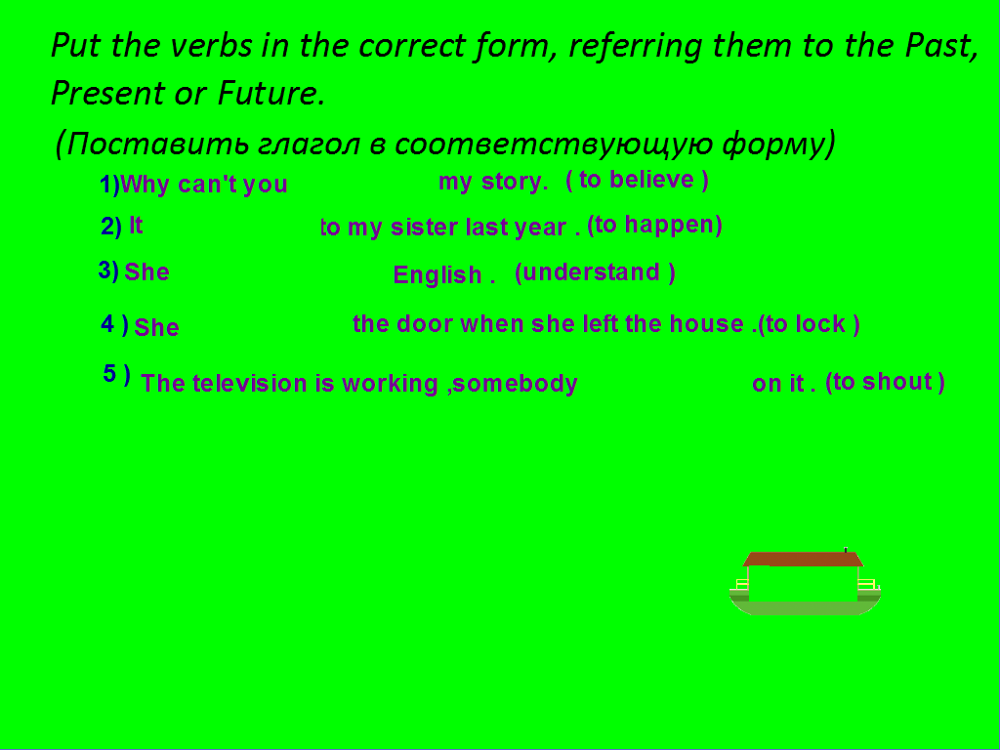 Put the verbs in the correct form, referring them to the Past,
Present or Future.
(Поставить глагол в соответствующую форму)
1)Why can't you my story. ( to believe )
2) It to my sister last year . (to happen)
3) She English . (understand )
4 ) She the door when she left the house .(to lock )
5 ) The television is working ,somebody on it . (to shout )